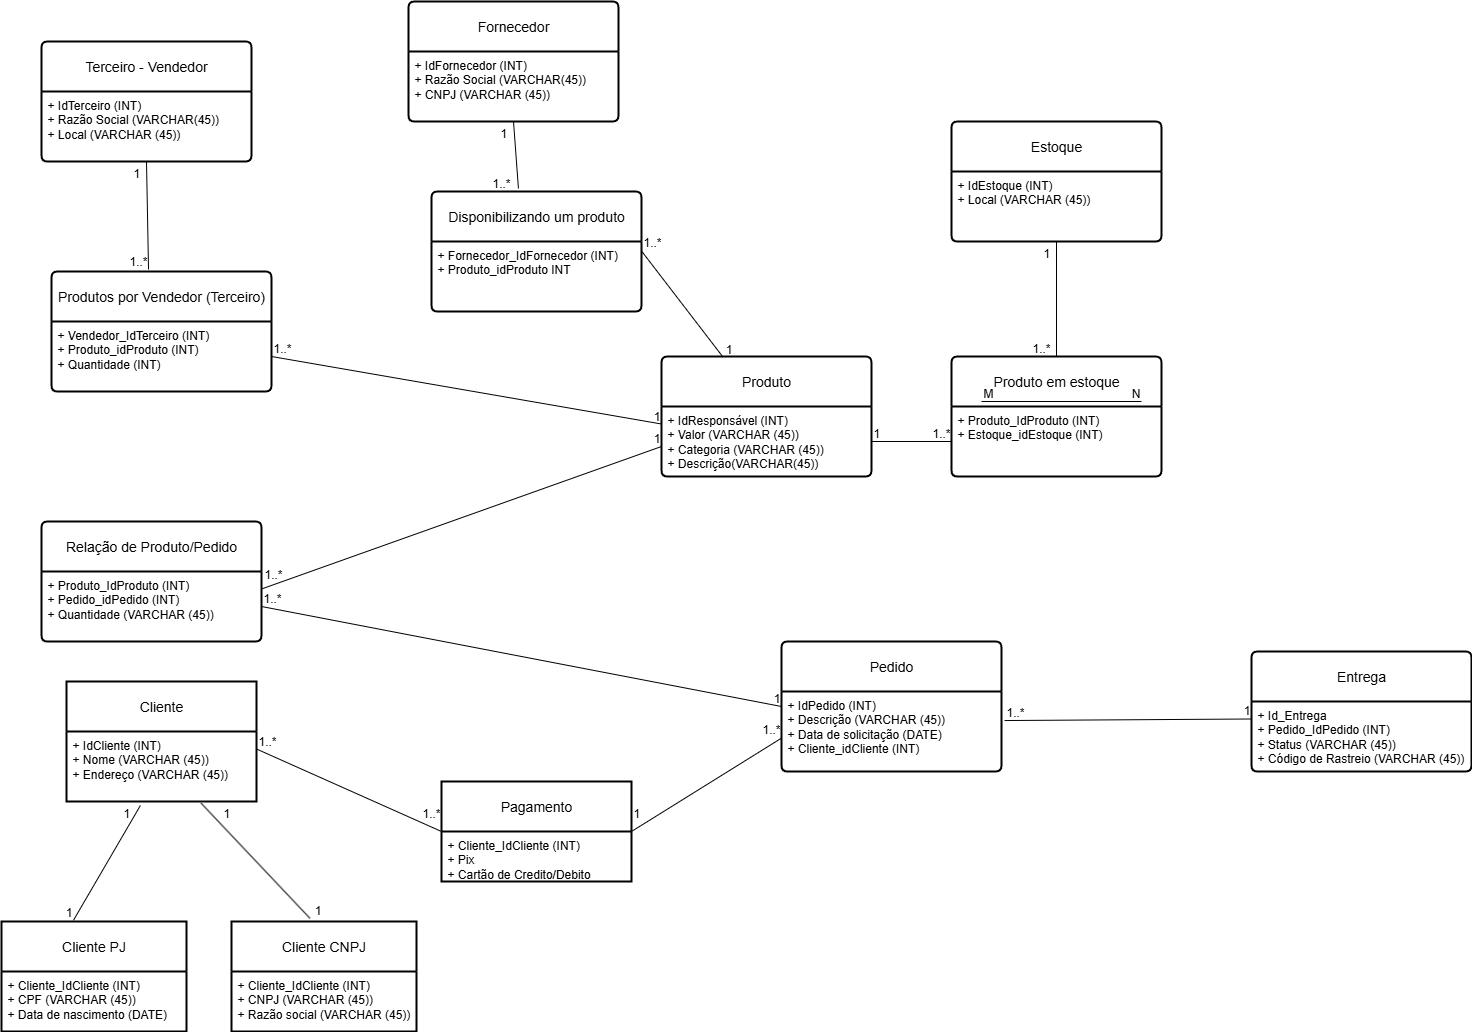 Fornecedor
+ IdFornecedor (INT)
+ Razão Social (VARCHAR(45))
+ CNPJ (VARCHAR (45))
1
Terceiro - Vendedor
+ IdTerceiro (INT)
+ Razão Social (VARCHAR(45))
+ Local (VARCHAR (45))
1
Estoque
+ IdEstoque (INT)
+ Local (VARCHAR (45))
1
1..*
Disponibilizando um produto
+ Fornecedor_IdFornecedor (INT)
+ Produto_idProduto INT
1..*
1..*
Produtos por Vendedor (Terceiro)
+ Vendedor_IdTerceiro (INT)
+ Produto_idProduto (INT)
+ Quantidade (INT)
1..*
1
Produto
+ IdResponsável (INT)
+ Valor (VARCHAR (45))
+ Categoria (VARCHAR (45))
+ Descrição(VARCHAR(45))
1
1
1
1..*
1..*
Produto em estoque
M N
+ Produto_IdProduto (INT)
+ Estoque_idEstoque (INT)
Relação de Produto/Pedido
+ Produto_IdProduto (INT)
+ Pedido_idPedido (INT)
+ Quantidade (VARCHAR (45))
1..*
1..*
Pedido
+ IdPedido (INT)
+ Descrição (VARCHAR (45))
+ Data de solicitação (DATE)
+ Cliente_idCliente (INT)
1
1..*
1..*
1
Entrega
+ Id_Entrega
+ Pedido_IdPedido (INT)
+ Status (VARCHAR (45))
+ Código de Rastreio (VARCHAR (45))
Cliente
+ IdCliente (INT)
+ Nome (VARCHAR (45))
+ Endereço (VARCHAR (45))
1..*
1
1
1..*
Pagamento
+ Cliente_IdCliente (INT)
+ Pix
+ Cartão de Credito/Debito
1
1
Cliente PJ
+ Cliente_IdCliente (INT)
+ CPF (VARCHAR (45))
+ Data de nascimento (DATE)
1
Cliente CNPJ
+ Cliente_IdCliente (INT)
+ CNPJ (VARCHAR (45))
+ Razão social (VARCHAR (45))